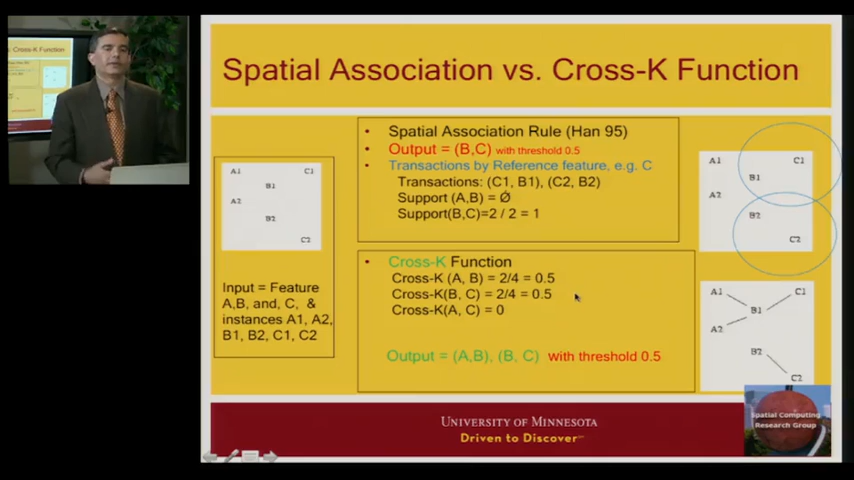 Cross-K Function
Spatial Association vs. Cross-K Function
A1 C1
B1
A2
B2
C2
Input = Feature
A,B, and, C, &
instances A1, A2,
B1, B2, C1, C2
• Spatial Association Rule (Han 95)
• Output = (B,C) with threshold 0.5
• Transactions by Reference feature, e.g. C
Transactions: (C1, B1), (C2, B2)
Support (A,B) = Ø
Support(B,C)=2 / 2 = 1
• Cross-K Function
Cross-K (A, B) = 2/4 = 0.5
Cross-K(B, C) = 2/4 = 0.5
Cross-K(A, C) = 0
Output = (A,B), (B, C) with threshold 0.5
A1 C1
B1
A2
B2
C2
A1 C1
B1
A2
B2
C2
UNIVERSITY OF MINNESOTA
Driven to Discover
Spatial Computing
Research Group